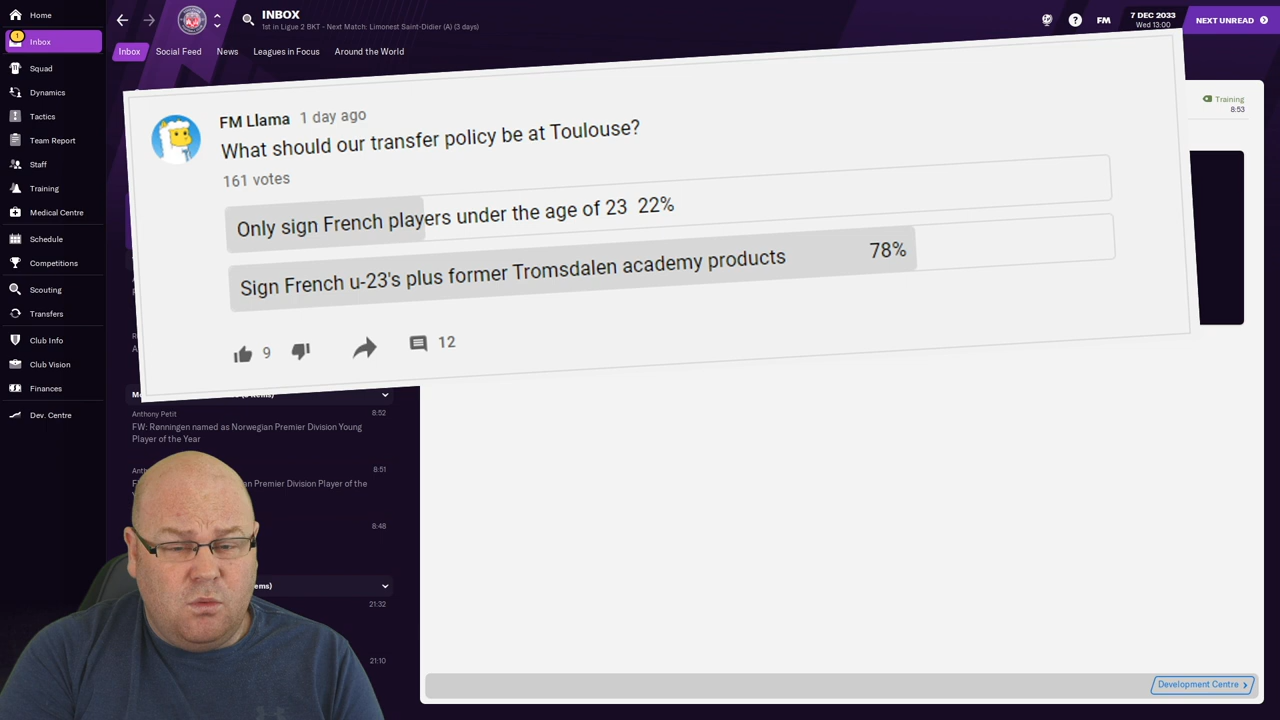 Home
1
Inbox
Squad
Dynamics
Tactics
Team Report
Staff
Training
Medical Centre
Schedule
Competitions
Scouting
Transfers
Club Info
Club Vision
Finances
Dev. Centre
INBOX
1st in Ligue 2 BKT - Next Match: Limonest Saint-Didier (A) (3 days)
? FM
7 DEC 2033
Wed 13:00
NEXT UNREAD
Inbox Social Feed News Leagues in Focus Around the World
Training
8:53
FM Llama 1 day ago
What should our transfer policy be at Toulouse?
161 votes
Only sign French players under the age of 23 22%
Sign French u-23's plus former Tromsdalen academy products 78%
9 12
Anthony Petit 8:52
FW: Rønningen named as Norwegian Premier Division Young
Player of the Year
8:51
Premier Division Player of the
8:48
21:32
21:10
Development Centre